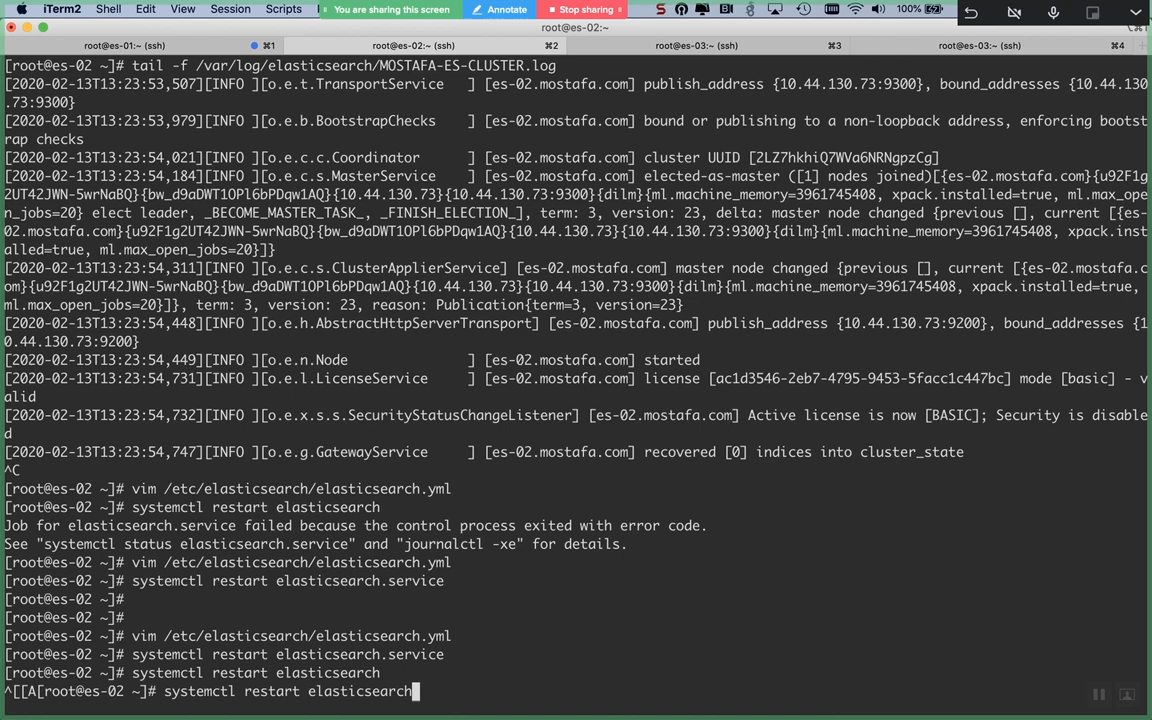 iTerm2 Shell Edit View Session Scripts You are sharing this screen Annotate Stop sharing 100%
root@es-02:~ (ssh)
root@es-01:~ (ssh) ⌘1 root@es-02:~ (ssh) ⌘2 root@es-03:~ (ssh) ⌘3 root@es-03:~ (ssh) ⌘4
[root@es-02 ~]# tail -f /var/log/elasticsearch/MOSTAFA-ES-CLUSTER.log
[2020-02-13T13:23:53,507][INFO ][o.e.t.TransportService   ] [es-02.mostafa.com] publish_address {10.44.130.73:9300}, bound_addresses {10.44.130
.73:9300}
[2020-02-13T13:23:53,979][INFO ][o.e.b.BootstrapChecks    ] [es-02.mostafa.com] bound or publishing to a non-loopback address, enforcing bootst
rap checks
[2020-02-13T13:23:54,021][INFO ][o.e.c.c.Coordinator      ] [es-02.mostafa.com] cluster UUID [2LZ7hkhiQ7WVa6NRNgpzCg]
[2020-02-13T13:23:54,184][INFO ][o.e.c.s.MasterService    ] [es-02.mostafa.com] elected-as-master ([1] nodes joined)[{es-02.mostafa.com}{u92F1g
2UT42JWN-5wrNaBQ}{bw_d9aDWT1OPl6bPDqw1AQ}{10.44.130.73}{10.44.130.73:9300}{dilm}{ml.machine_memory=3961745408, xpack.installed=true, ml.max_ope
n_jobs=20} elect leader, _BECOME_MASTER_TASK_, _FINISH_ELECTION_], term: 3, version: 23, delta: master node changed {previous [], current [{es-
02.mostafa.com}{u92F1g2UT42JWN-5wrNaBQ}{bw_d9aDWT1OPl6bPDqw1AQ}{10.44.130.73}{10.44.130.73:9300}{dilm}{ml.machine_memory=3961745408, xpack.inst
alled=true, ml.max_open_jobs=20}]}
[2020-02-13T13:23:54,311][INFO ][o.e.c.s.ClusterApplierService] [es-02.mostafa.com] master node changed {previous [], current [{es-02.mostafa.c
om}{u92F1g2UT42JWN-5wrNaBQ}{bw_d9aDWT1OPl6bPDqw1AQ}{10.44.130.73}{10.44.130.73:9300}{dilm}{ml.machine_memory=3961745408, xpack.installed=true, 
ml.max_open_jobs=20}]}, term: 3, version: 23, reason: Publication{term=3, version=23}
[2020-02-13T13:23:54,448][INFO ][o.e.h.AbstractHttpServerTransport] [es-02.mostafa.com] publish_address {10.44.130.73:9200}, bound_addresses {1
0.44.130.73:9200}
[2020-02-13T13:23:54,449][INFO ][o.e.n.Node               ] [es-02.mostafa.com] started
[2020-02-13T13:23:54,731][INFO ][o.e.l.LicenseService     ] [es-02.mostafa.com] license [ac1d3546-2eb7-4795-9453-5facc1c447bc] mode [basic] - v
alid
[2020-02-13T13:23:54,732][INFO ][o.e.x.s.s.SecurityStatusChangeListener] [es-02.mostafa.com] Active license is now [BASIC]; Security is disable
d
[2020-02-13T13:23:54,747][INFO ][o.e.g.GatewayService     ] [es-02.mostafa.com] recovered [0] indices into cluster_state
^C
[root@es-02 ~]# vim /etc/elasticsearch/elasticsearch.yml
[root@es-02 ~]# systemctl restart elasticsearch
Job for elasticsearch.service failed because the control process exited with error code.
See "systemctl status elasticsearch.service" and "journalctl -xe" for details.
[root@es-02 ~]# vim /etc/elasticsearch/elasticsearch.yml
[root@es-02 ~]# systemctl restart elasticsearch.service
[root@es-02 ~]#
[root@es-02 ~]#
[root@es-02 ~]# vim /etc/elasticsearch/elasticsearch.yml
[root@es-02 ~]# systemctl restart elasticsearch.service
[root@es-02 ~]# systemctl restart elasticsearch
^[[A[root@es-02 ~]# systemctl restart elasticsearch